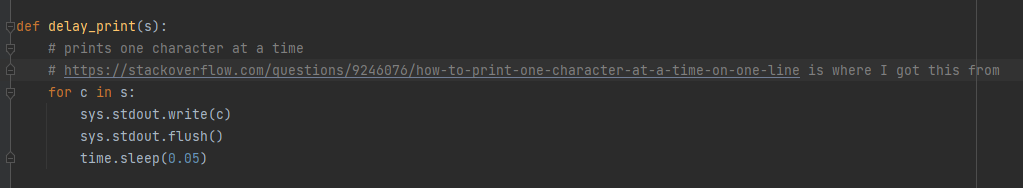 def delay_print(s):
    # prints one character at a time
    # https://stackoverflow.com/questions/9246076/how-to-print-one-character-at-a-time-on-one-line is where I got this from
    for c in s:
        sys.stdout.write(c)
        sys.stdout.flush()
        time.sleep(0.05)